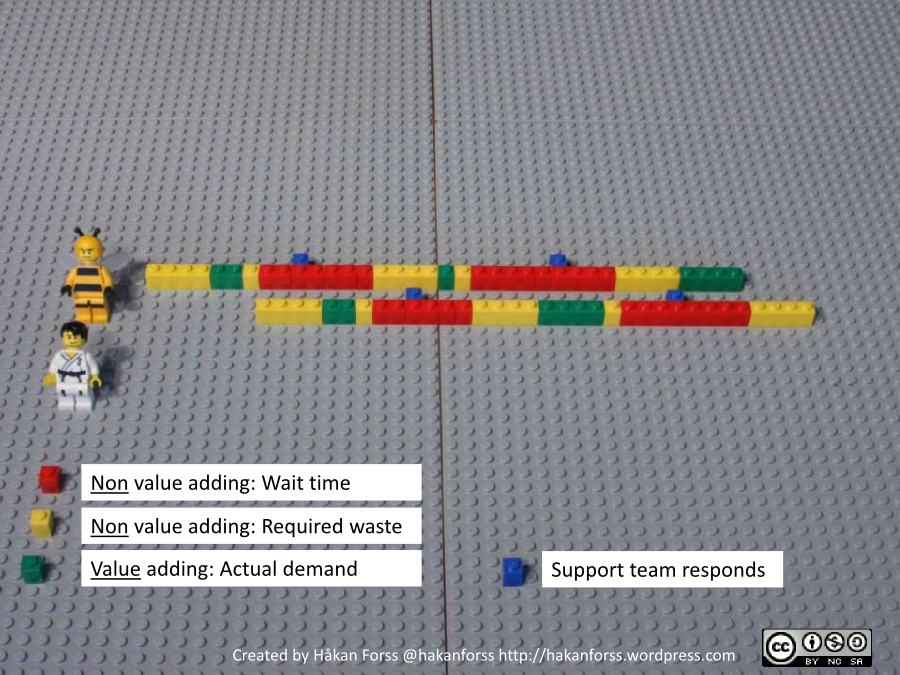 Non value adding: Wait time
Non value adding: Required waste
Value adding: Actual demand
Support team responds
Created by Håkan Forss @hakanforss http://hakanforss.wordpress.com
cc
BY NC SA